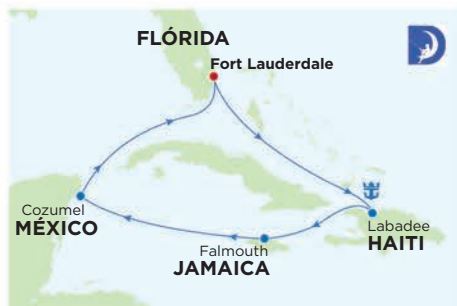 FLÓRIDA
Fort Lauderdale
Cozumel
MÉXICO
Labadee
HAITI
Falmouth
JAMAICA